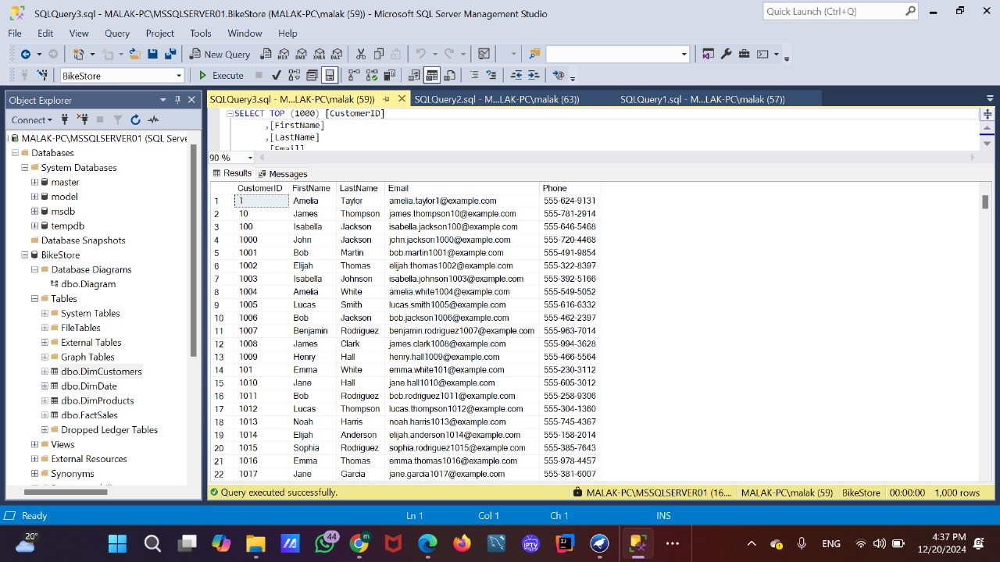 SQLQuery3.sql - MALAK-PC\MSSQLSERVER01.BikeStore (MALAK-PC\malak (59)) - Microsoft SQL Server Management Studio
Quick Launch (Ctrl+Q)
File Edit View Query Project Tools Window Help
New Query
MDX DMX XMLA DAX
BikeStore
Execute
Object Explorer
SQLQuery3.sql - M...LAK-PC\malak (59))
SQLQuery2.sql - M...LAK-PC\malak (63))
SQLQuery1.sql - M...LAK-PC\malak (57))
Connect
MALAK-PC\MSSQLSERVER01 (SQL Serve
Databases
System Databases
master
model
msdb
tempdb
Database Snapshots
BikeStore
Database Diagrams
dbo.Diagram
Tables
System Tables
FileTables
External Tables
Graph Tables
dbo.DimCustomers
dbo.DimDate
dbo.DimProducts
dbo.FactSales
Dropped Ledger Tables
Views
External Resources
Synonyms
SELECT TOP (1000) [CustomerID]
,[FirstName]
,[LastName]
,[Email]
90 %
Results Messages
CustomerID FirstName LastName Email Phone
1 1 Amelia Taylor amelia.taylor1@example.com 555-624-9131
2 10 James Thompson james.thompson10@example.com 555-781-2914
3 100 Isabella Jackson isabella.jackson100@example.com 555-646-5468
4 1000 John Jackson john.jackson1000@example.com 555-720-4468
5 1001 Bob Martin bob.martin1001@example.com 555-491-9854
6 1002 Elijah Thomas elijah.thomas1002@example.com 555-322-8397
7 1003 Isabella Johnson isabella.johnson1003@example.com 555-392-5166
8 1004 Amelia White amelia.white1004@example.com 555-549-5052
9 1005 Lucas Smith lucas.smith1005@example.com 555-616-6332
10 1006 Bob Jackson bob.jackson1006@example.com 555-462-2397
11 1007 Benjamin Rodriguez benjamin.rodriguez1007@example.com 555-963-7014
12 1008 James Clark james.clark1008@example.com 555-994-3628
13 1009 Henry Hall henry.hall1009@example.com 555-466-5564
14 101 Emma White emma.white101@example.com 555-230-3112
15 1010 Jane Hall jane.hall1010@example.com 555-605-3012
16 1011 Bob Rodriguez bob.rodriguez1011@example.com 555-258-9306
17 1012 Lucas Thompson lucas.thompson1012@example.com 555-304-1360
18 1013 Noah Harris noah.harris1013@example.com 555-745-4367
19 1014 Elijah Anderson elijah.anderson1014@example.com 555-158-2014
20 1015 Sophia Rodriguez sophia.rodriguez1015@example.com 555-385-7643
21 1016 Emma Thomas emma.thomas1016@example.com 555-978-4457
22 1017 Jane Garcia jane.garcia1017@example.com 555-381-6007
Query executed successfully.
MALAK-PC\MSSQLSERVER01 (16.... MALAK-PC\malak (59) BikeStore 00:00:00 1,000 rows
Ready Ln 1 Col 1 Ch 1 INS
20°
44
m
IPTV
ENG
4:37 PM
12/20/2024